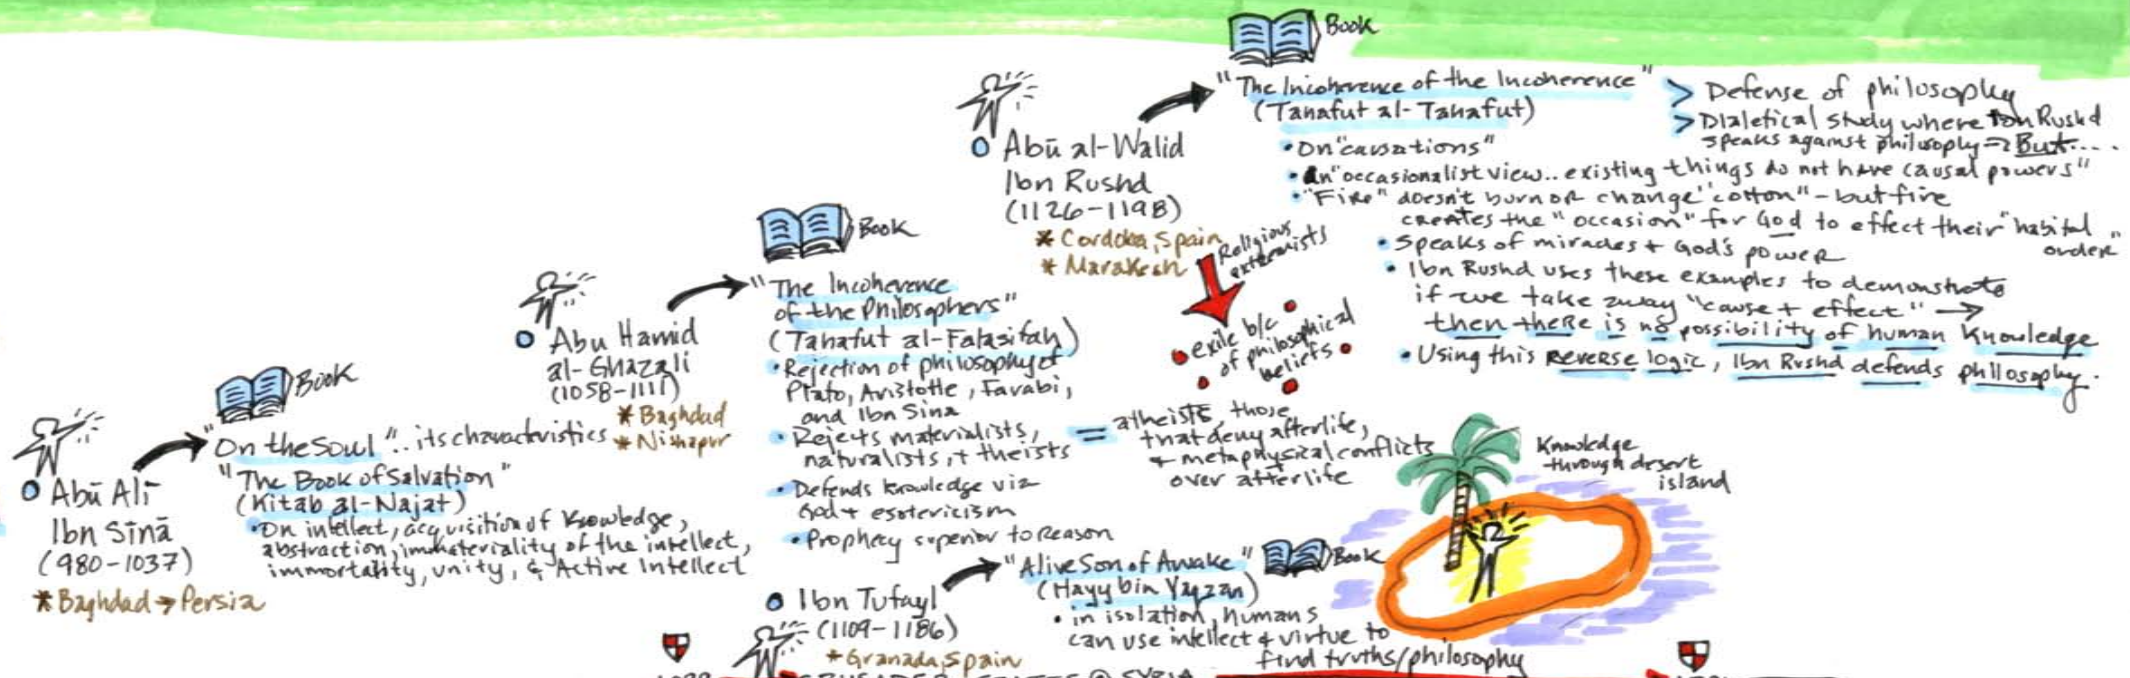 Book
Abū Alī
Ibn Sīnā
(980-1037)
*Baghdad → Persia
"On the Soul"..its characteristics
"The Book of Salvation"
(Kitab al-Najat)
•On intellect, acquisition of Knowledge,
abstraction, immateriality of the intellect,
immortality, unity, & Active Intellect
Book
Abu Hamid
al-Ghazali
(1058-1111)
*Baghdad
*Nishapur
"The Incoherence
of the Philosophers"
(Tahafut al-Falasifah)
•Rejection of philosophy of
Plato, Aristotle, Farabi,
and Ibn Sina
•Rejects materialists,
naturalists, + theists
= atheists, those
that deny afterlife,
+ metaphysical conflicts
over afterlife
•Defends knowledge via
God + esotericism
•Prophecy superior to Reason
Ibn Tufayl
(1109-1186)
*Granada, Spain
"Alive Son of Awake"
Book
(Hayy bin Yaqzan)
•in isolation, humans
can use intellect & virtue to
find truths/philosophy
Knowledge
through desert
island
Book
Abū al-Walid
Ibn Rushd
(1126-1198)
*Cordoba, Spain
*Marakesh
Religious
extremists
exile b/c
of philosophical
beliefs
"The Incoherence of the Incoherence"
(Tahafut al-Tahafut)
> Defense of philosophy
> Dialetical study where Ibn Rushd
speaks against philosophy => But....
•On "causations"
•An "occasionalist view.. existing things do not have causal powers"
•"Fire" doesn't burn or change "cotton" - but fire
creates the "occasion" for God to effect their "habital
order"
•Speaks of miracles + God's power
•Ibn Rushd uses these examples to demonstrate
if we take away "cause + effect" →
then there is no possibility of human Knowledge
•Using this reverse logic, Ibn Rushd defends philosophy.